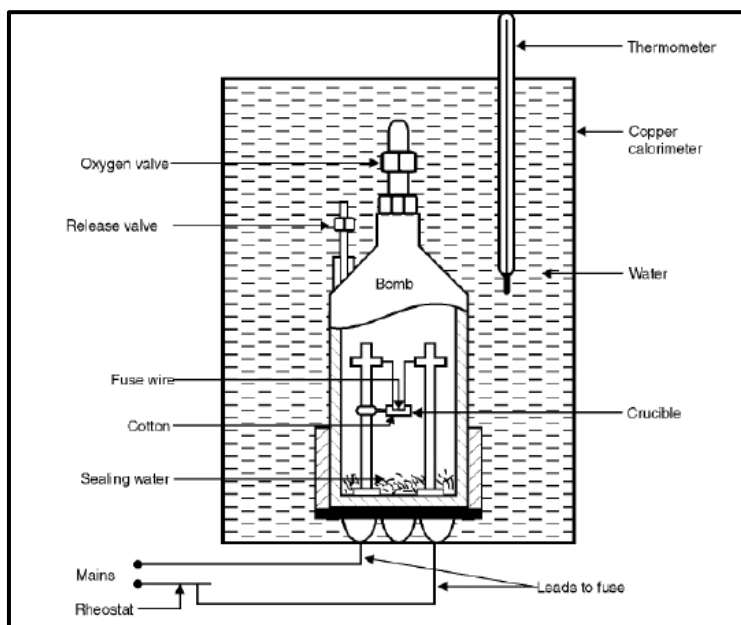 Thermometer
Copper
calorimeter
Oxygen valve
Release valve
Water
Bomb
Fuse wire
Crucible
Cotton
Sealing water
Mains
Leads to fuse
Rheostat